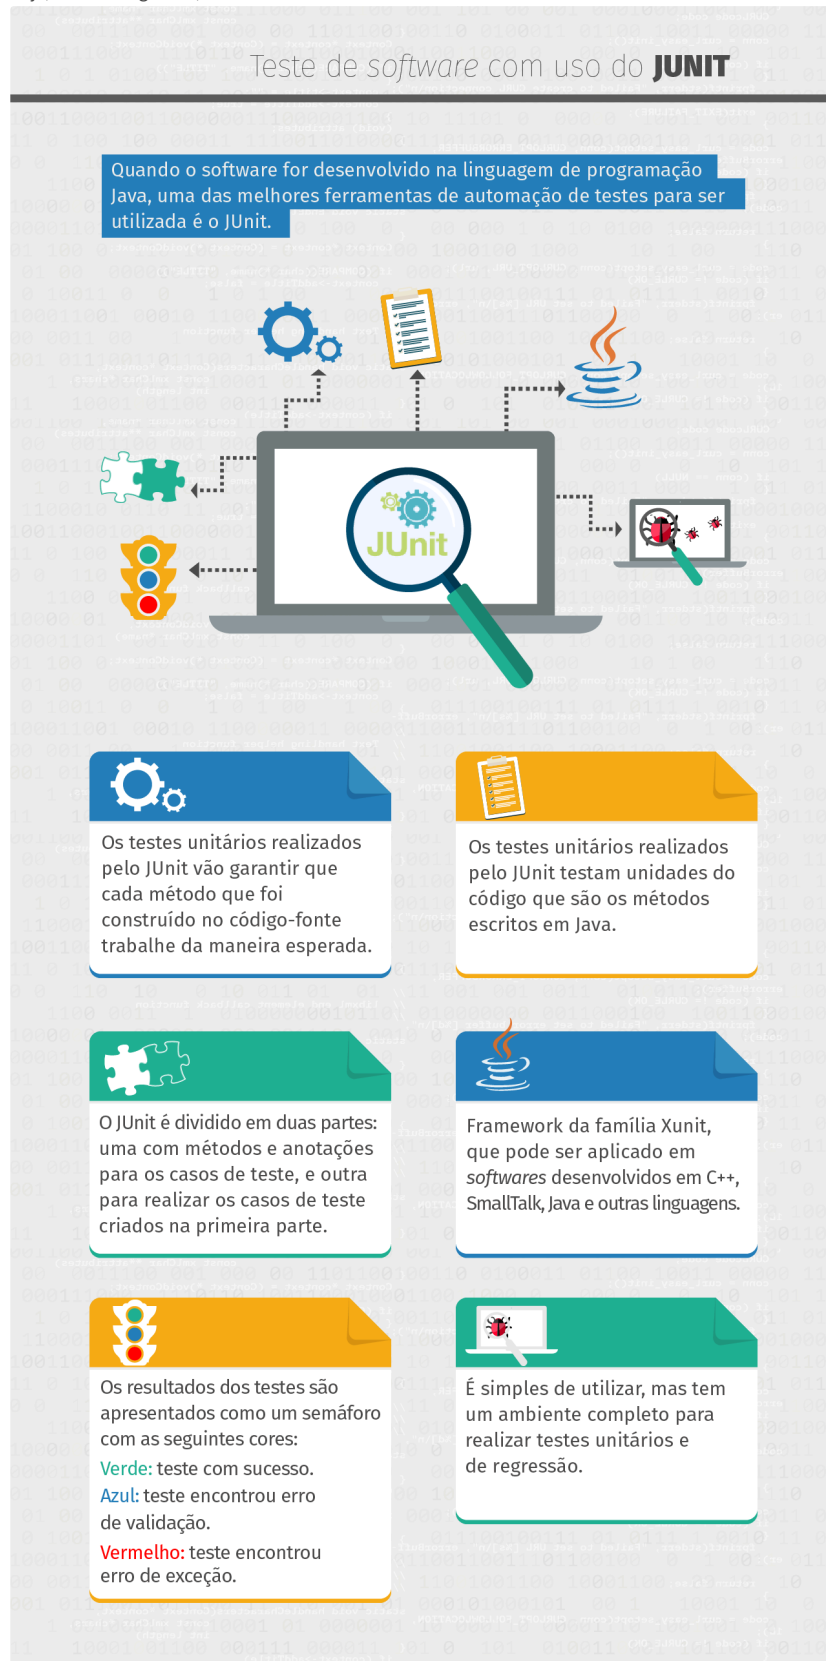 Teste de software com uso do JUNIT
Quando o software for desenvolvido na linguagem de programação
Java, uma das melhores ferramentas de automação de testes para ser
utilizada é o JUnit.
JUnit
Os testes unitários realizados
pelo JUnit vão garantir que
cada método que foi
construído no código-fonte
trabalhe da maneira esperada.
Os testes unitários realizados
pelo JUnit testam unidades do
código que são os métodos
escritos em Java.
O JUnit é dividido em duas partes:
uma com métodos e anotações
para os casos de teste, e outra
para realizar os casos de teste
criados na primeira parte.
Framework da família Xunit,
que pode ser aplicado em
softwares desenvolvidos em C++,
SmallTalk, Java e outras linguagens.
Os resultados dos testes são
apresentados como um semáforo
com as seguintes cores:
Verde: teste com sucesso.
Azul: teste encontrou erro
de validação.
Vermelho: teste encontrou
erro de exceção.
É simples de utilizar, mas tem
um ambiente completo para
realizar testes unitários e
de regressão.